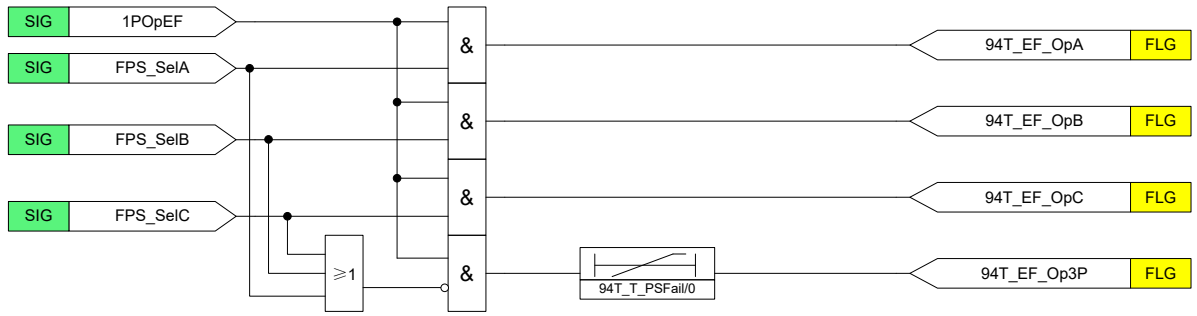 SIG 1POpEF
& 94T_EF_OpA FLG
SIG FPS_SelA
& 94T_EF_OpB FLG
SIG FPS_SelB
& 94T_EF_OpC FLG
SIG FPS_SelC
≥1 & 94T_EF_Op3P FLG
94T_T_PSFail/0